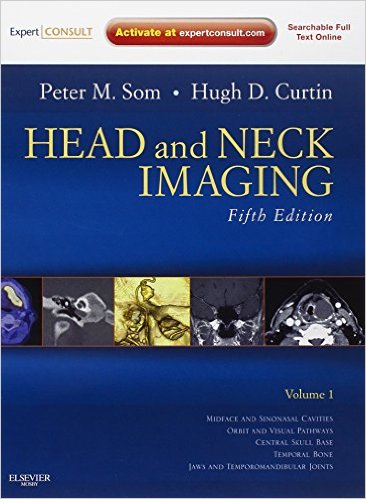 Expert CONSULT
Activate at expertconsult.com
Searchable Full
Text Online
Peter M. Som • Hugh D. Curtin
HEAD and NECK
IMAGING
Fifth Edition
Volume 1
MIDFACE AND SINONASAL CAVITIES
ORBIT AND VISUAL PATHWAYS
CENTRAL SKULL BASE
TEMPORAL BONE
JAWS AND TEMPOROMANDIBULAR JOINTS
ELSEVIER
MOSBY